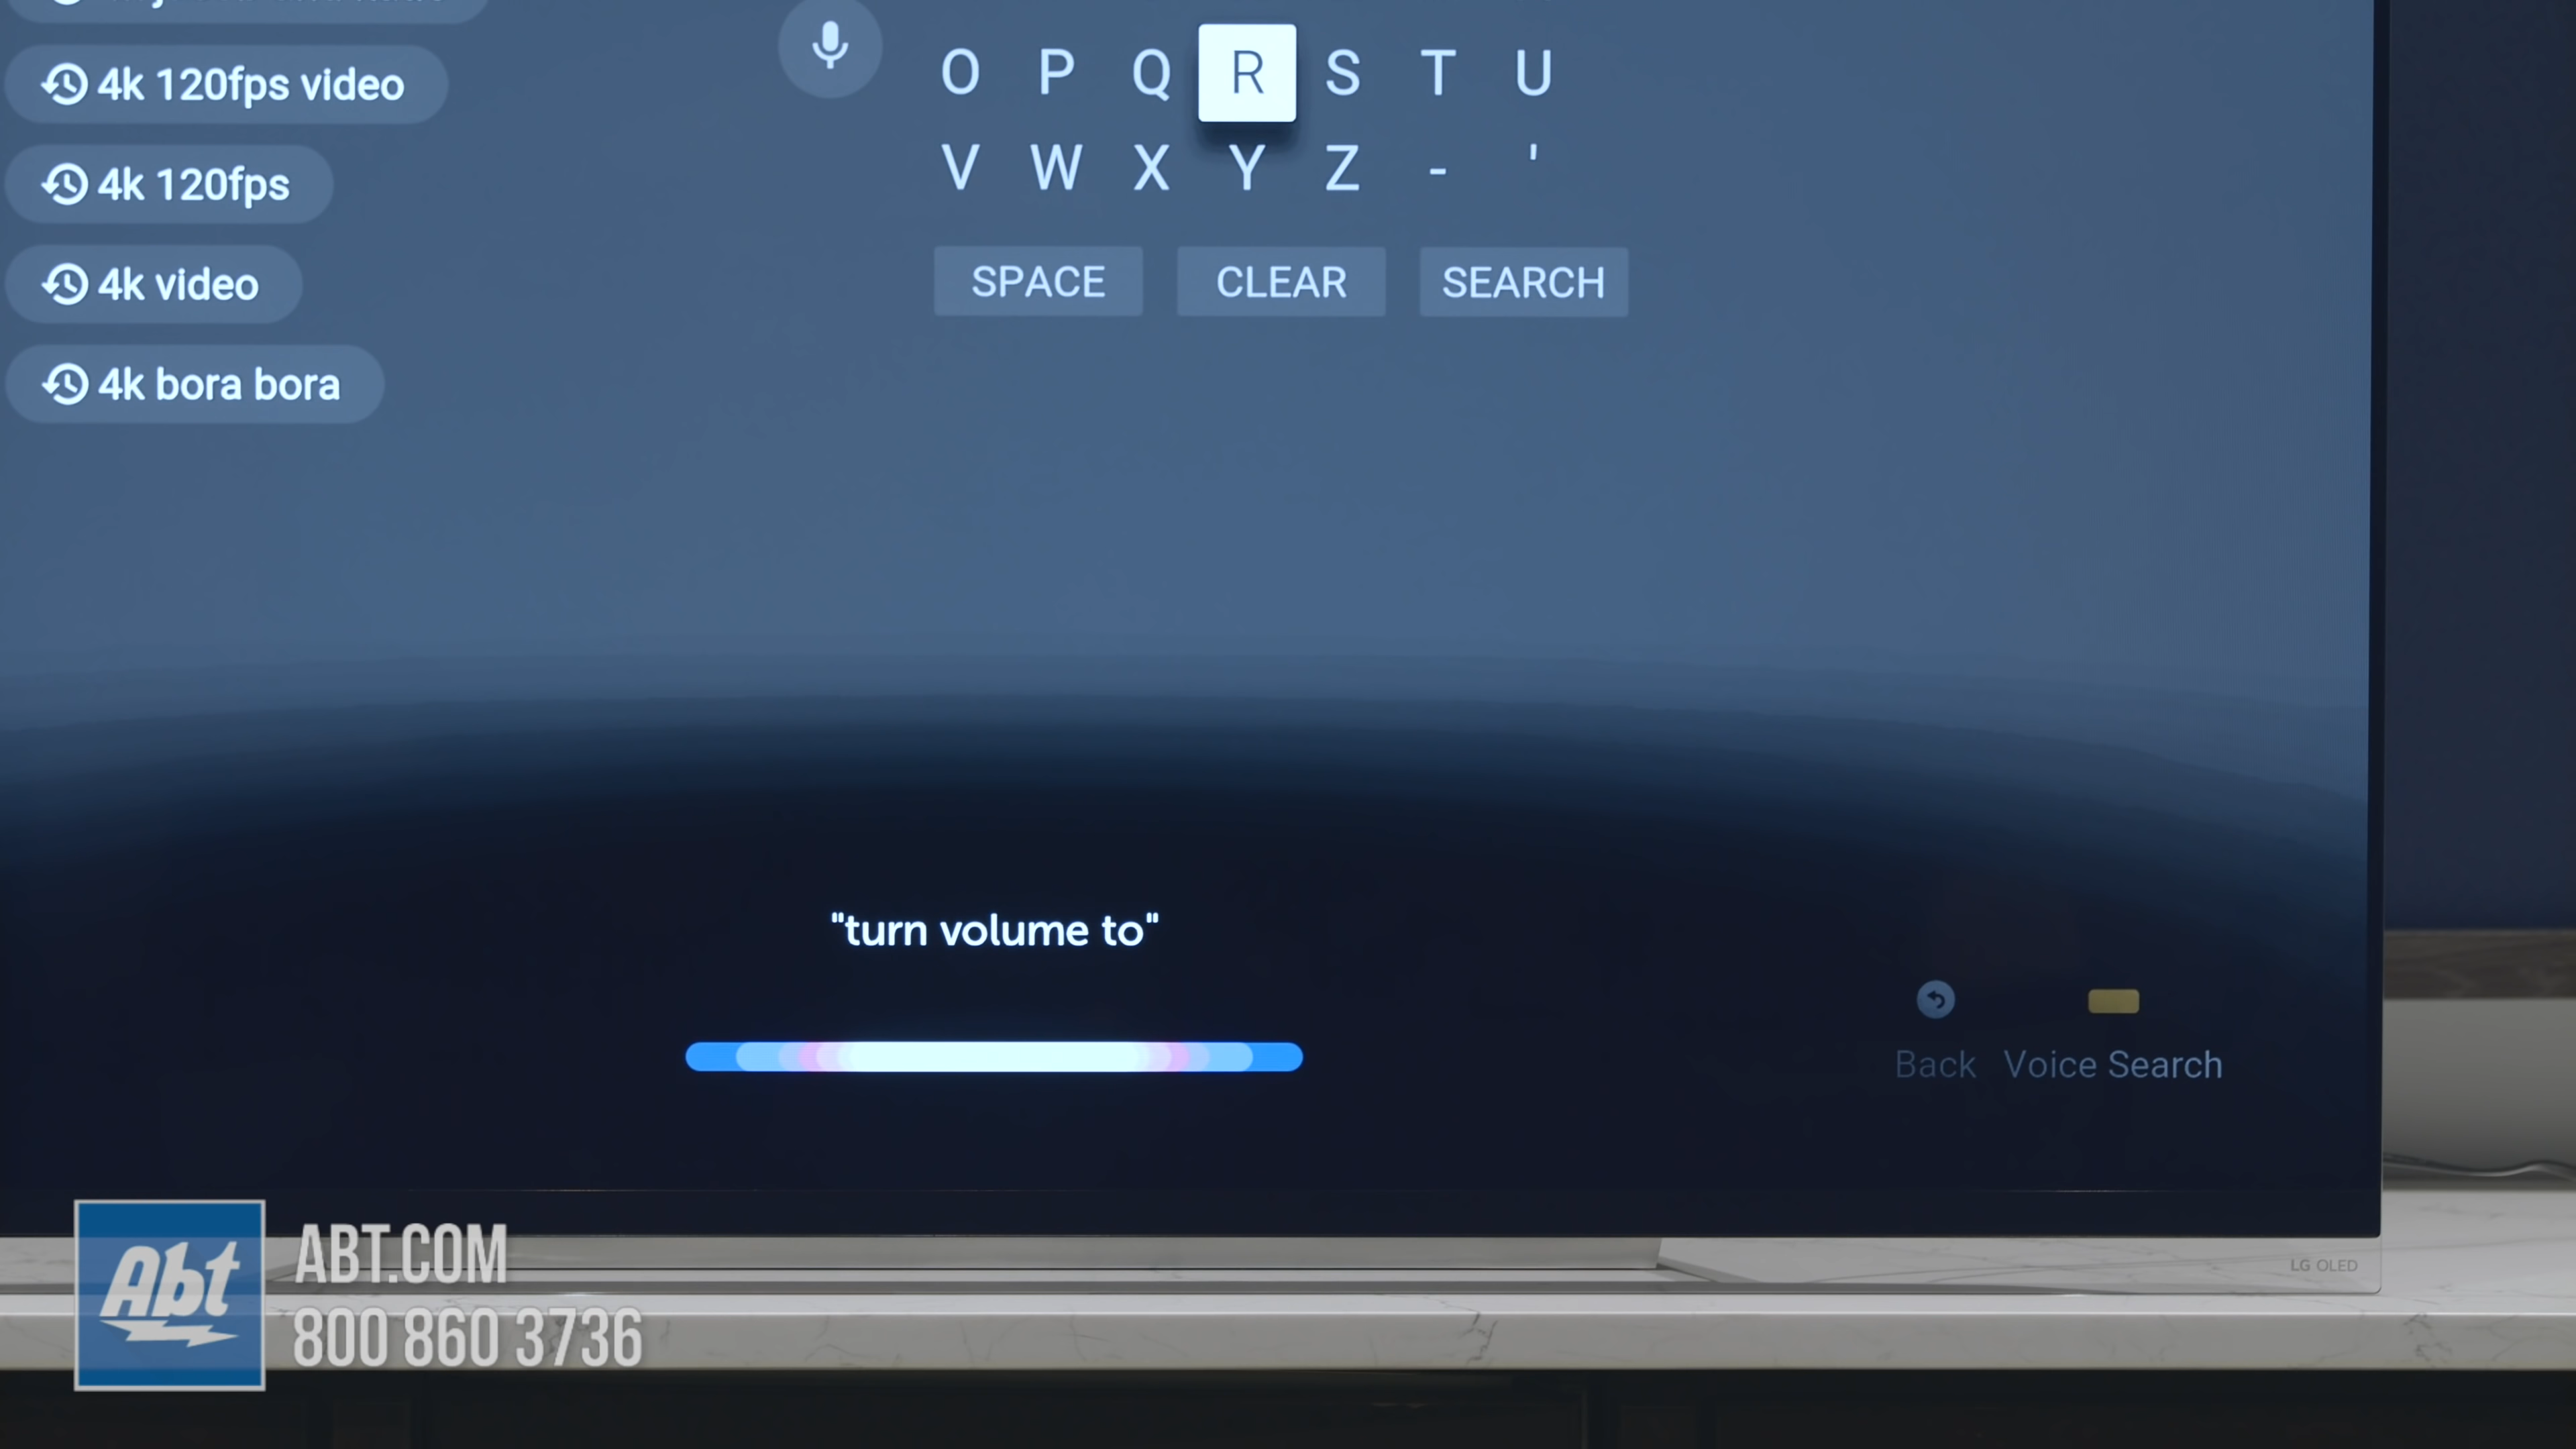 4k 120fps video
4k 120fps
4k video
4k bora bora
O P Q R S T U
V W X Y Z - '
SPACE CLEAR SEARCH
"turn volume to"
Back Voice Search
LG OLED
Abt
ABT.COM
800 860 3736